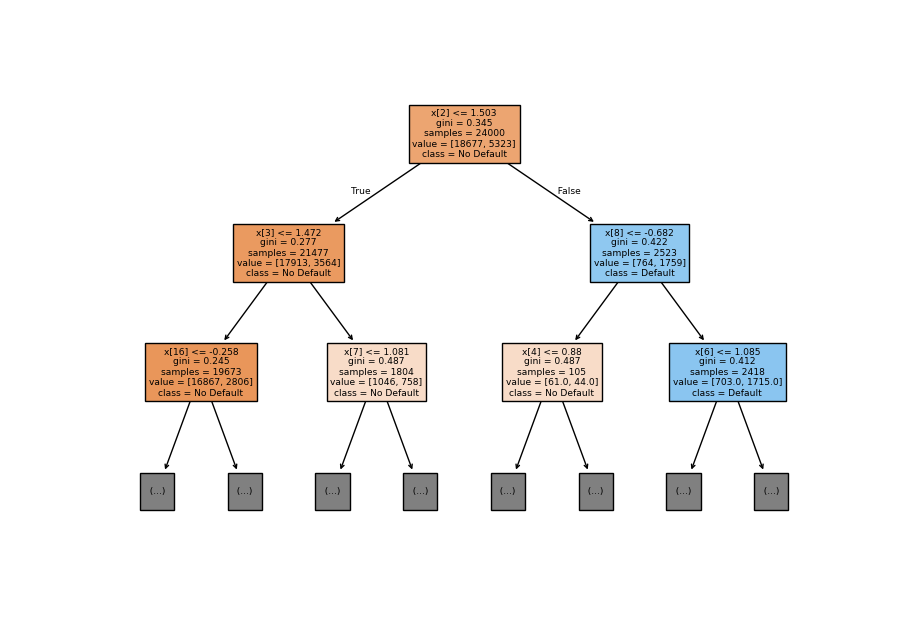 x[2] <= 1.503
gini = 0.345
samples = 24000
value = [18677, 5323]
class = No Default
True
False
x[3] <= 1.472
gini = 0.277
samples = 21477
value = [17913, 3564]
class = No Default
x[8] <= -0.682
gini = 0.422
samples = 2523
value = [764, 1759]
class = Default
x[16] <= -0.258
gini = 0.245
samples = 19673
value = [16867, 2806]
class = No Default
x[7] <= 1.081
gini = 0.487
samples = 1804
value = [1046, 758]
class = No Default
x[4] <= 0.88
gini = 0.487
samples = 105
value = [61.0, 44.0]
class = No Default
x[6] <= 1.085
gini = 0.412
samples = 2418
value = [703.0, 1715.0]
class = Default
(...)
(...)
(...)
(...)
(...)
(...)
(...)
(...)